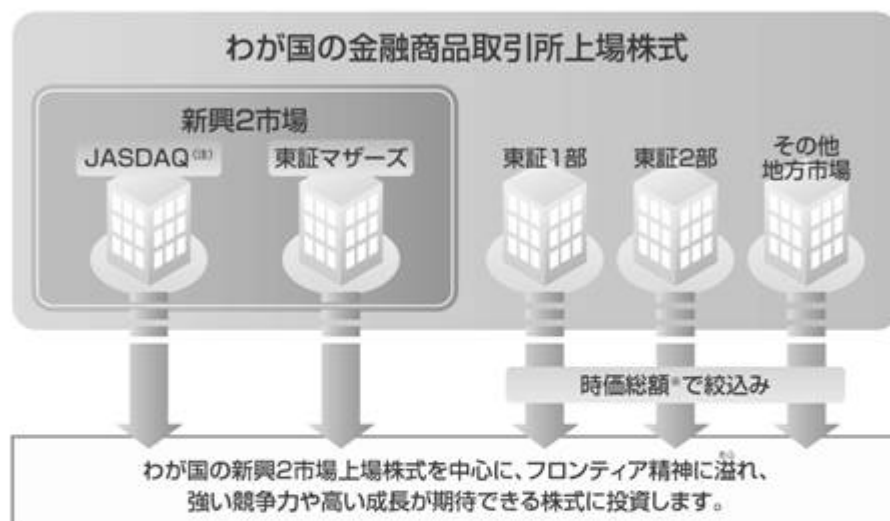 わが国の金融商品取引所上場株式
新興2市場
JASDAQ(注)
東証マザーズ
東証1部
東証2部
その他
地方市場
時価総額*で絞込み
わが国の新興2市場上場株式を中心に、フロンティア精神に溢れ、
強い競争力や高い成長が期待できる株式に投資します。